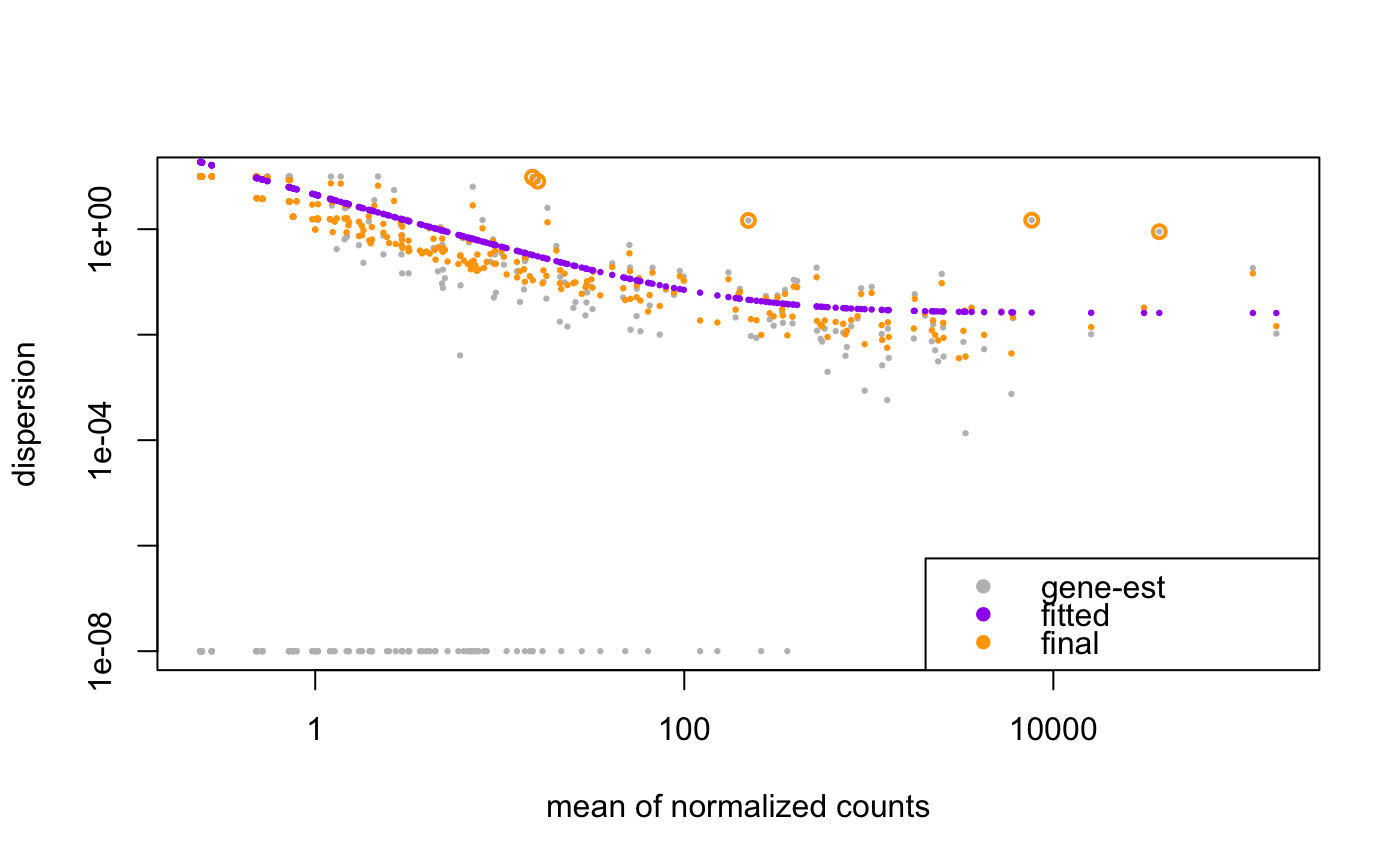 dispersion
1e+00
1e-04
1e-08
gene-est
fitted
final
1
100
10000
mean of normalized counts